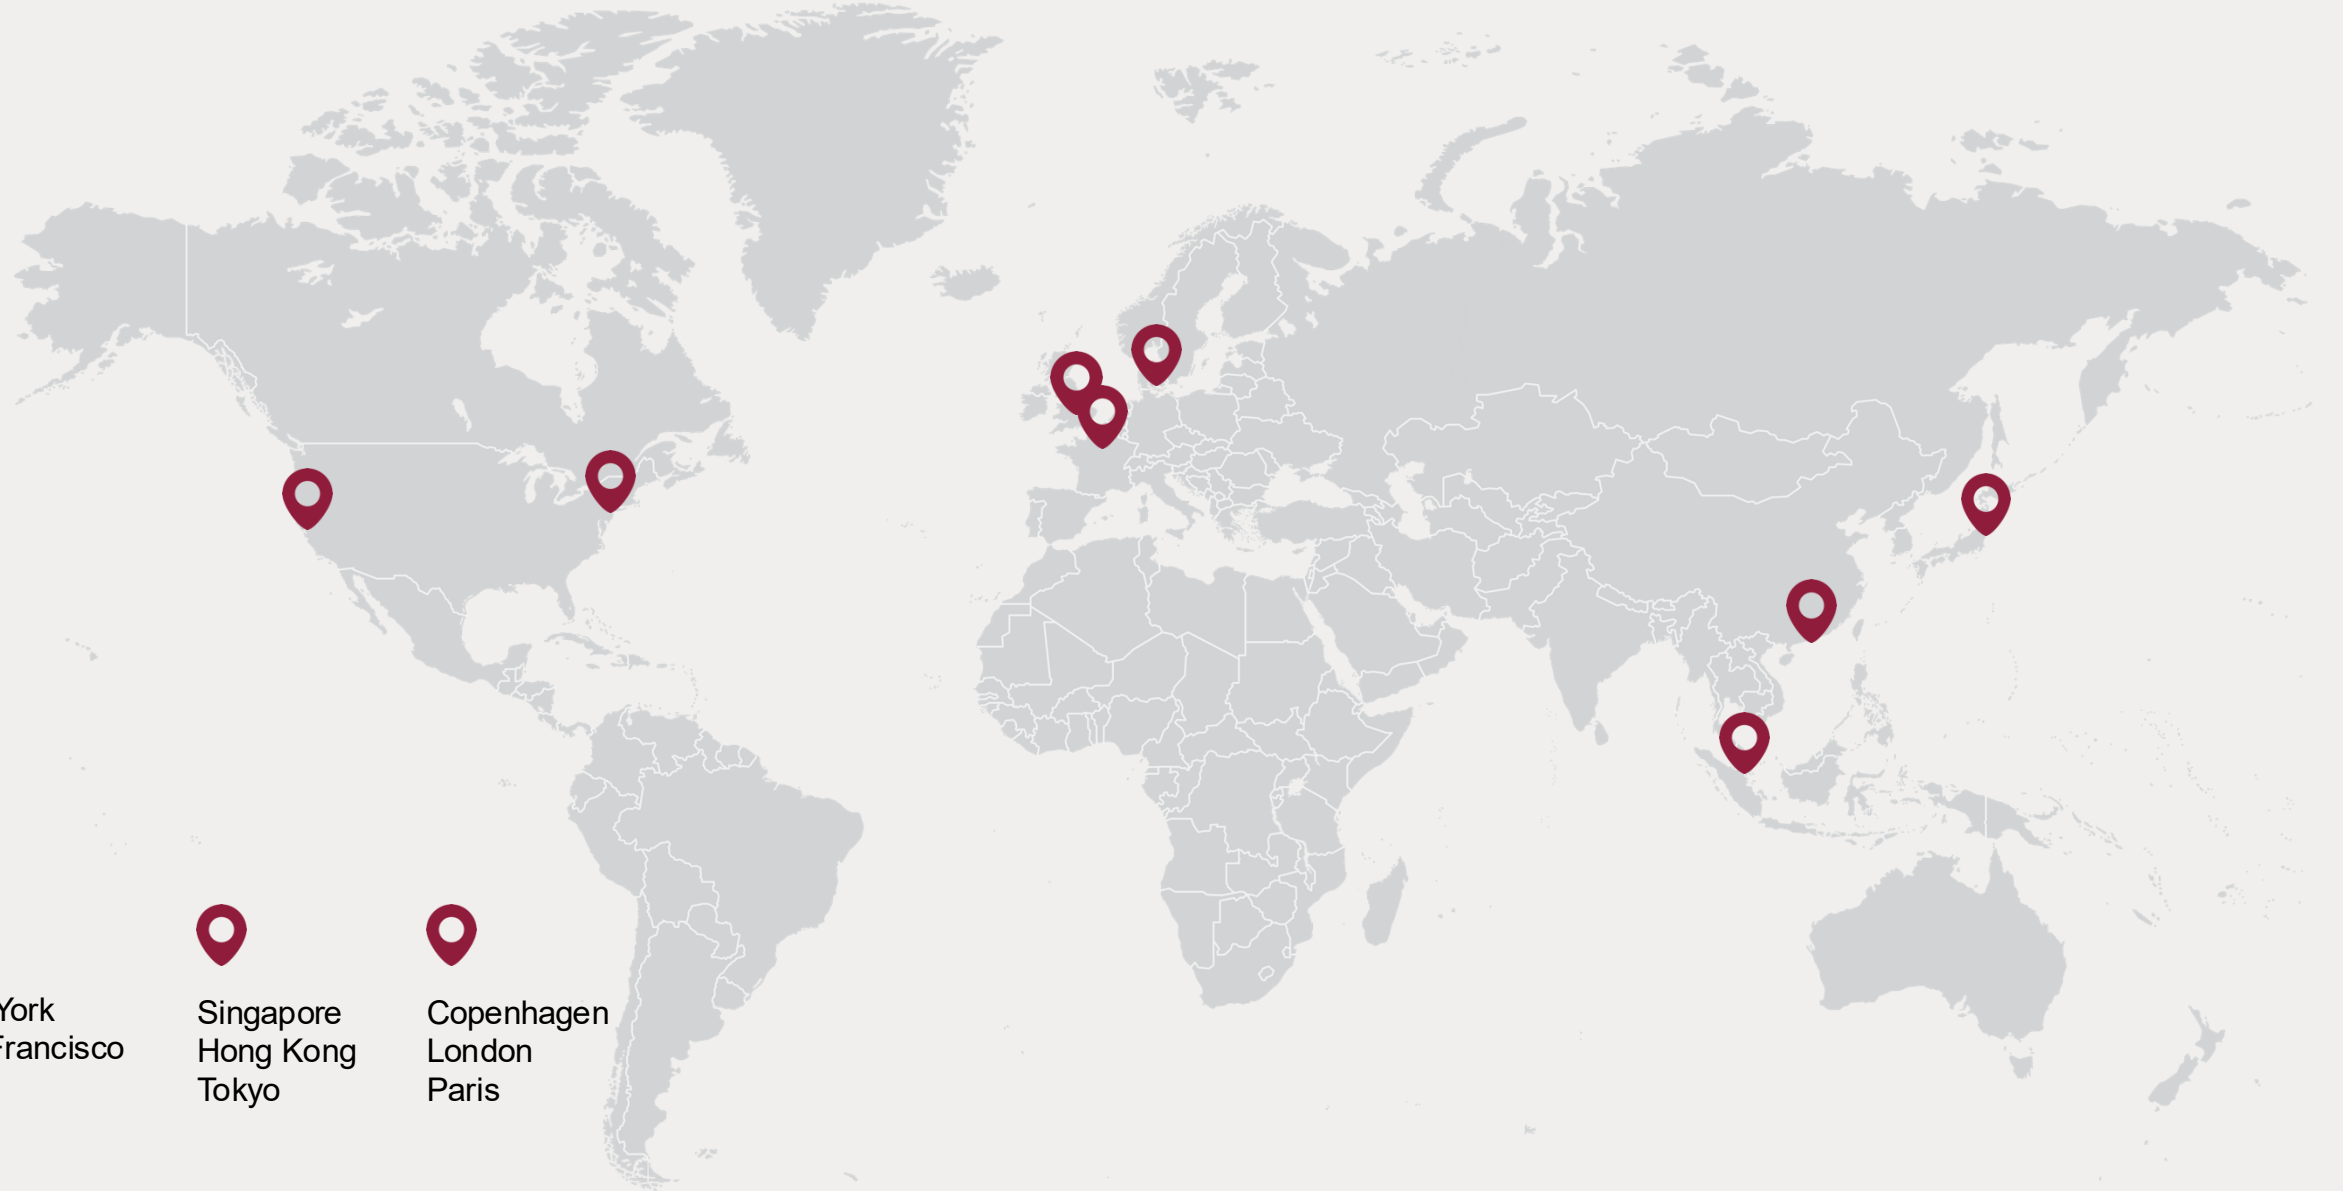 York
Francisco
Singapore
Hong Kong
Tokyo
Copenhagen
London
Paris